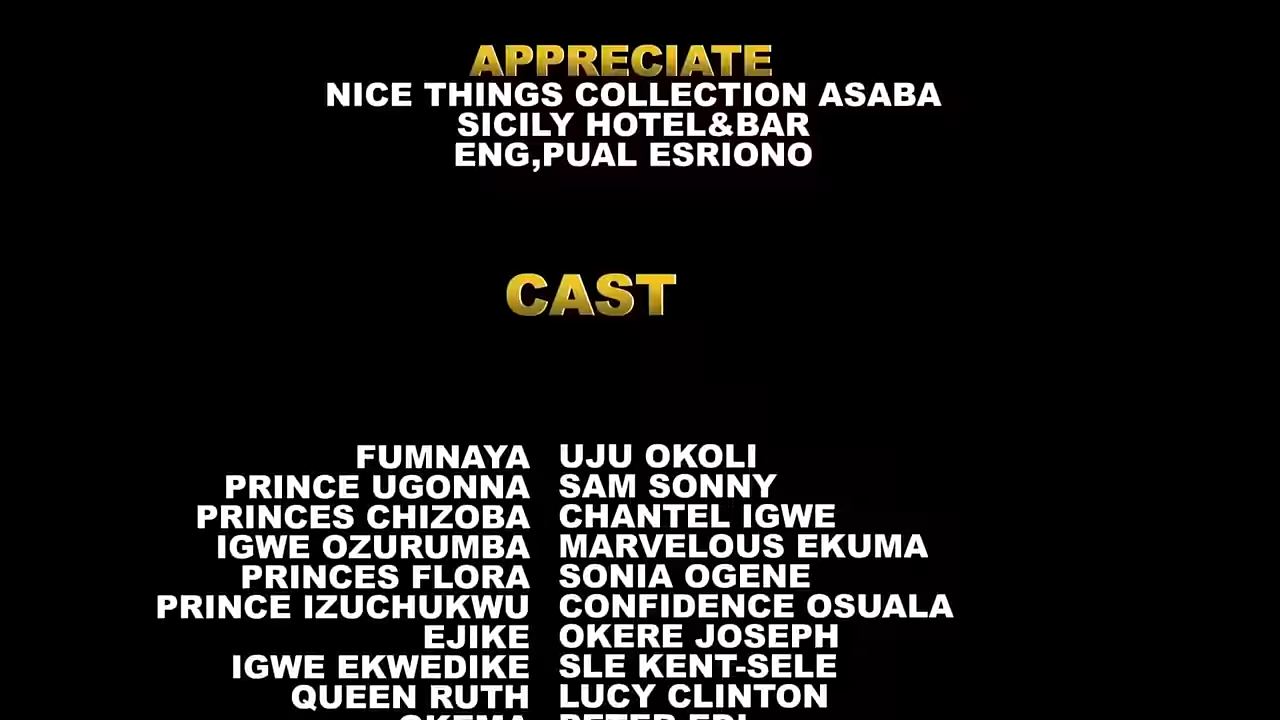 APPRECIATE
NICE THINGS COLLECTION ASABA
SICILY HOTEL&BAR
ENG,PUAL ESRIONO
CAST
FUMNAYA UJU OKOLI
PRINCE UGONNA SAM SONNY
PRINCES CHIZOBA CHANTEL IGWE
IGWE OZURUMBA MARVELOUS EKUMA
PRINCES FLORA SONIA OGENE
PRINCE IZUCHUKWU CONFIDENCE OSUALA
EJIKE OKERE JOSEPH
IGWE EKWEDIKE SLE KENT-SELE
QUEEN RUTH LUCY CLINTON
PETER EDI